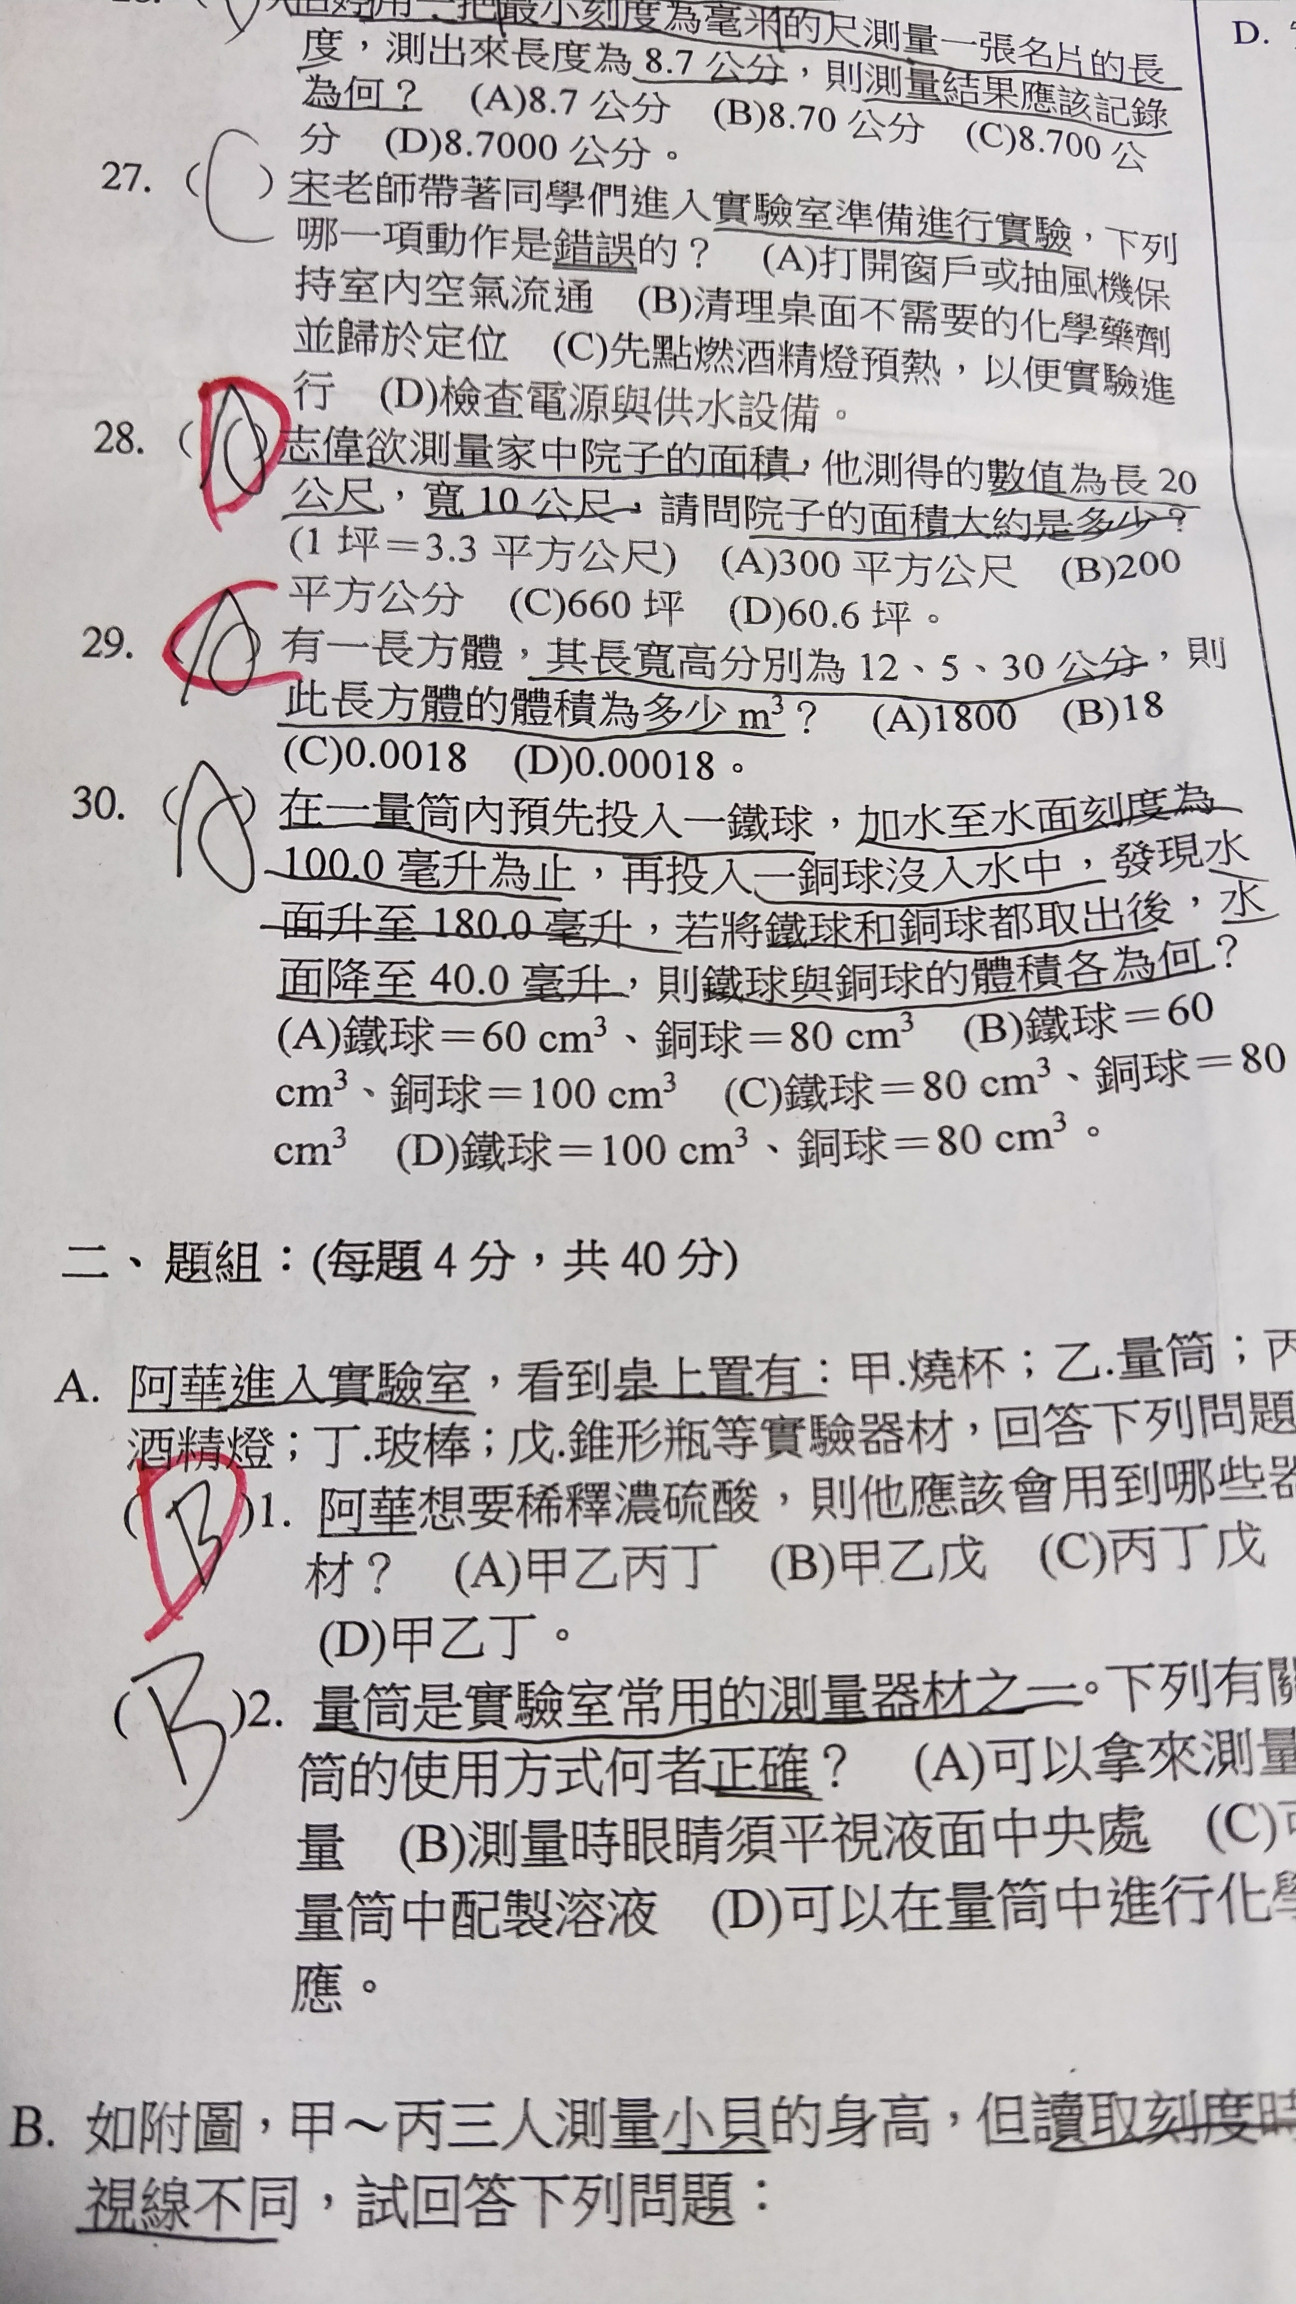 恰好用一把最小刻度為毫米的尺測量一張名片的長
度，測出來長度為 8.7 公分，則測量結果應該記錄
為何？ (A)8.7 公分 (B)8.70 公分 (C)8.700 公
分 (D)8.7000 公分。
27. (C)宋老師帶著同學們進入實驗室準備進行實驗，下列
哪一項動作是錯誤的？ (A)打開窗戶或抽風機保
持室內空氣流通 (B)清理桌面不需要的化學藥劑
並歸於定位 (C)先點燃酒精燈預熱，以便實驗進
行 (D)檢查電源與供水設備。
28. (D)志偉欲測量家中院子的面積，他測得的數值為長 20
公尺，寬 10 公尺，請問院子的面積大約是多少？
(1 坪＝3.3 平方公尺) (A)300 平方公尺 (B)200
平方公分 (C)660 坪 (D)60.6 坪。
29. (C)有一長方體，其長寬高分別為 12、5、30 公分，則
此長方體的體積為多少 m³？ (A)1800 (B)18
(C)0.0018 (D)0.00018。
30. (A)在一量筒內預先投入一鐵球，加水至水面刻度為
100.0 毫升為止，再投入一銅球沒入水中，發現水
面升至 180.0 毫升，若將鐵球和銅球都取出後，水
面降至 40.0 毫升，則鐵球與銅球的體積各為何？
(A)鐵球＝60 cm³、銅球＝80 cm³ (B)鐵球＝60
cm³、銅球＝100 cm³ (C)鐵球＝80 cm³、銅球＝80
cm³ (D)鐵球＝100 cm³、銅球＝80 cm³。
D.
二、題組：(每題 4 分，共 40 分)
A. 阿華進入實驗室，看到桌上置有：甲.燒杯；乙.量筒；丙
酒精燈；丁.玻棒；戊.錐形瓶等實驗器材，回答下列問題
(B)1. 阿華想要稀釋濃硫酸，則他應該會用到哪些器
材？ (A)甲乙丙丁 (B)甲乙戊 (C)丙丁戊
(D)甲乙丁。
(B)2. 量筒是實驗室常用的測量器材之一。下列有關
筒的使用方式何者正確？ (A)可以拿來測量
量 (B)測量時眼睛須平視液面中央處 (C)可
量筒中配製溶液 (D)可以在量筒中進行化學
應。
B. 如附圖，甲～丙三人測量小貝的身高，但讀取刻度時
視線不同，試回答下列問題：